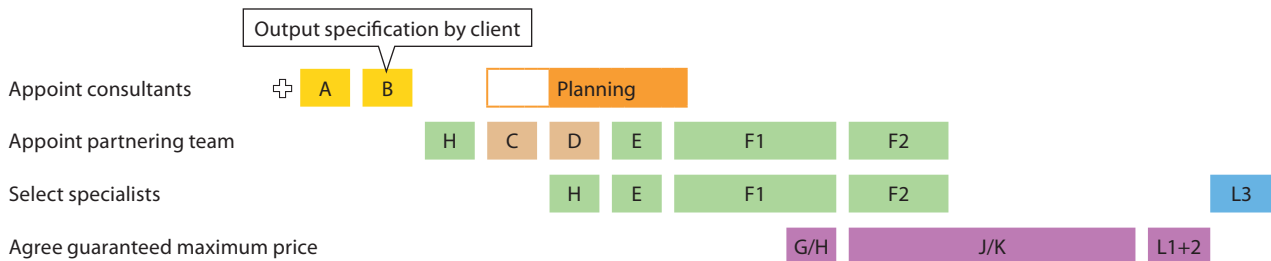 Output specification by client
Appoint consultants A B Planning
Appoint partnering team H C D E F1 F2
Select specialists H E F1 F2 L3
Agree guaranteed maximum price G/H J/K L1+2